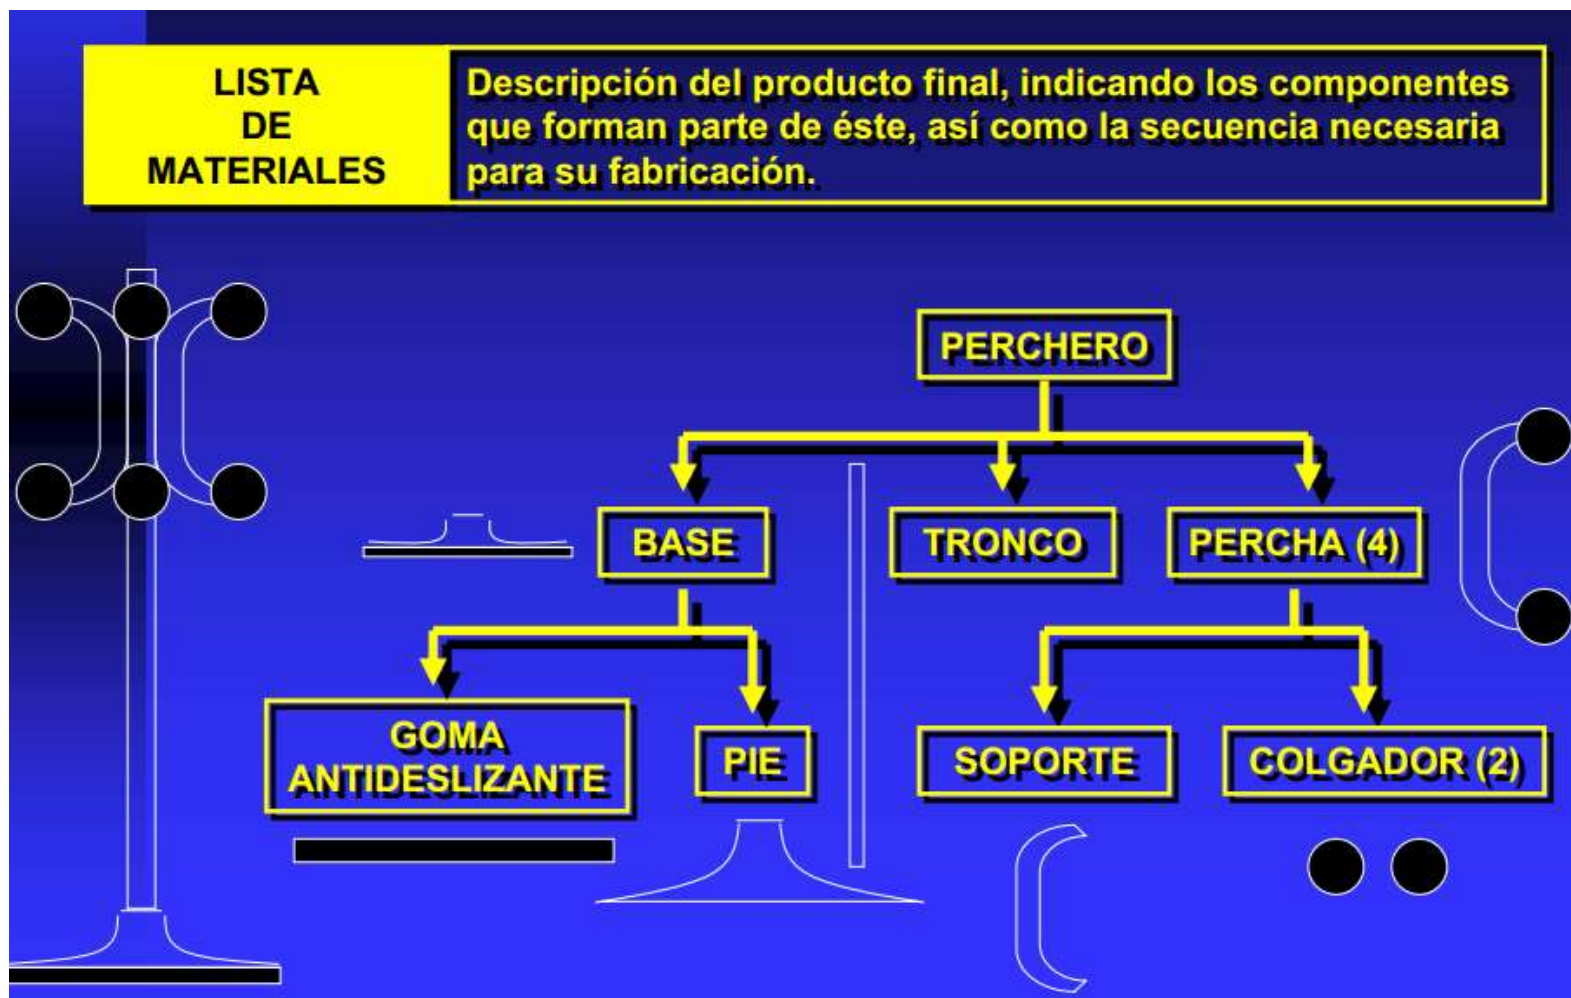 LISTA
DE
MATERIALES
Descripción del producto final, indicando los componentes
que forman parte de éste, así como la secuencia necesaria
para su fabricación.
PERCHERO
BASE
TRONCO
PERCHA (4)
GOMA
ANTIDESLIZANTE
PIE
SOPORTE
COLGADOR (2)